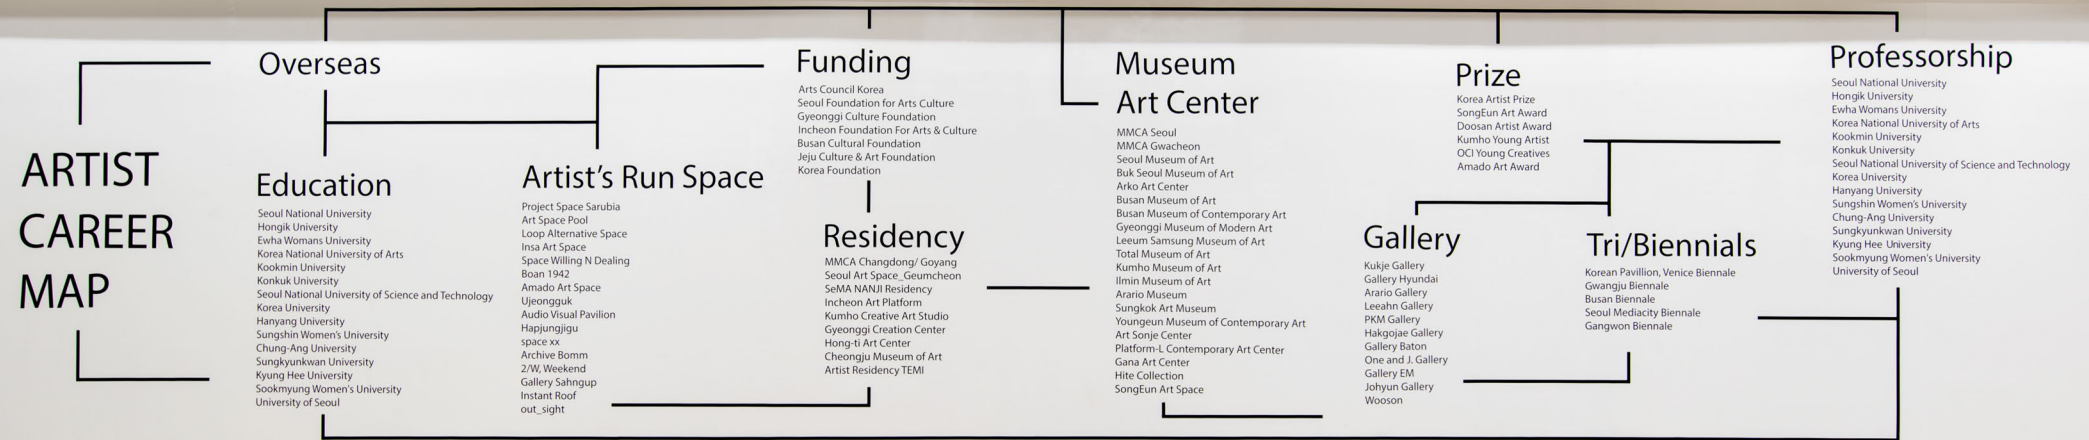 ARTIST
CAREER
MAP
Overseas
Education
Seoul National University
Hongik University
Ewha Womans University
Korea National University of Arts
Kookmin University
Konkuk University
Seoul National University of Science and Technology
Korea University
Hanyang University
Sungshin Women's University
Chung-Ang University
Sungkyunkwan University
Kyung Hee University
Sookmyung Women's University
University of Seoul
Artist's Run Space
Project Space Sarubia
Art Space Pool
Loop Alternative Space
Insa Art Space
Space Willing N Dealing
Boan 1942
Amado Art Space
Ujeongguk
Audio Visual Pavilion
Hapjungjigu
space xx
Archive Bomm
2/W, Weekend
Gallery Sahngup
Instant Roof
out_sight
Funding
Arts Council Korea
Seoul Foundation for Arts Culture
Gyeonggi Culture Foundation
Incheon Foundation For Arts & Culture
Busan Cultural Foundation
Jeju Culture & Art Foundation
Korea Foundation
Residency
MMCA Changdong/ Goyang
Seoul Art Space_Geumcheon
SeMA NANJI Residency
Incheon Art Platform
Kumho Creative Art Studio
Gyeonggi Creation Center
Hong-ti Art Center
Cheongju Museum of Art
Artist Residency TEMI
Museum
Art Center
MMCA Seoul
MMCA Gwacheon
Seoul Museum of Art
Buk Seoul Museum of Art
Arko Art Center
Busan Museum of Art
Busan Museum of Contemporary Art
Gyeonggi Museum of Modern Art
Leeum Samsung Museum of Art
Total Museum of Art
Kumho Museum of Art
Ilmin Museum of Art
Arario Museum
Sungkok Art Museum
Youngeun Museum of Contemporary Art
Art Sonje Center
Platform-L Contemporary Art Center
Gana Art Center
Hite Collection
SongEun Art Space
Prize
Korea Artist Prize
SongEun Art Award
Doosan Artist Award
Kumho Young Artist
OCI Young Creatives
Amado Art Award
Gallery
Kukje Gallery
Gallery Hyundai
Arario Gallery
Leeahn Gallery
PKM Gallery
Hakgojae Gallery
Gallery Baton
One and J. Gallery
Gallery EM
Johyun Gallery
Wooson
Tri/Biennials
Korean Pavillion, Venice Biennale
Gwangju Biennale
Busan Biennale
Seoul Mediacity Biennale
Gangwon Biennale
Professorship
Seoul National University
Hongik University
Ewha Womans University
Korea National University of Arts
Kookmin University
Konkuk University
Seoul National University of Science and Technology
Korea University
Hanyang University
Sungshin Women's University
Chung-Ang University
Sungkyunkwan University
Kyung Hee University
Sookmyung Women's University
University of Seoul